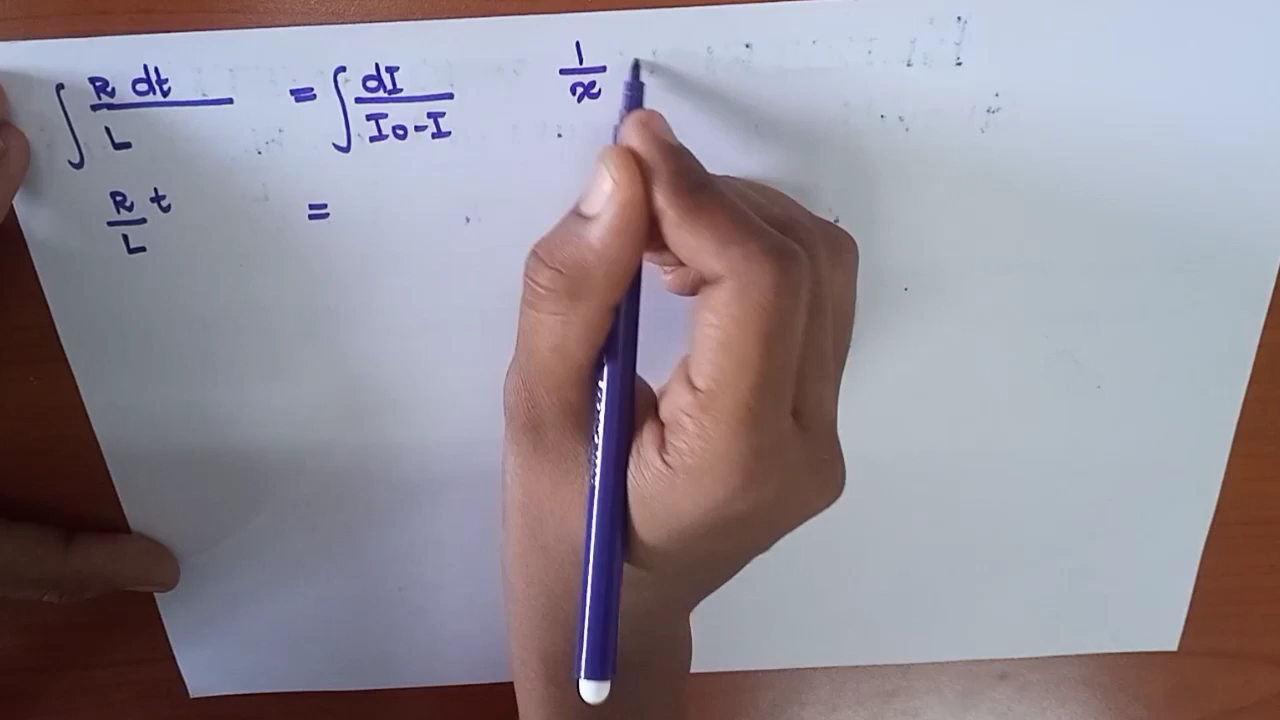 ∫ R dt / L = ∫ dI / I₀-I
1/x
R/L t =